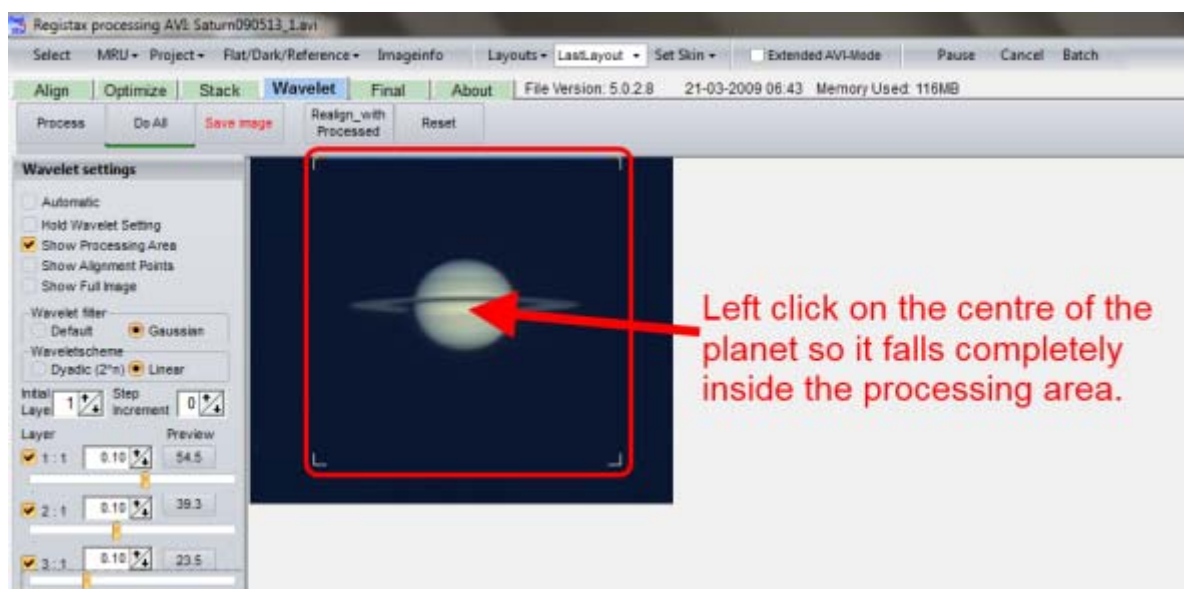 Registax processing AVI: Saturn090513_1.avi
Select MRU Project Flat/Dark/Reference Imageinfo Layouts LastLayout Set Skin Extended AVI-Mode Pause Cancel Batch
Align Optimize Stack Wavelet Final About File Version: 5.0.2.8 21-03-2009 06:43 Memory Used: 116MB
Process Do All Save image Realign_with Reset
Processed
Wavelet settings
Automatic
Hold Wavelet Setting
Show Processing Area
Show Alignment Points
Show Full Image
Wavelet filter
Default Gaussian
Waveletscheme
Dyadic (2^n) Linear
Initial Step
Layer 1 Increment 0
Layer Preview
1 : 1 0.10 54.5
2 : 1 0.10 39.3
3 : 1 0.10 23.5
Left click on the centre of the
planet so it falls completely
inside the processing area.